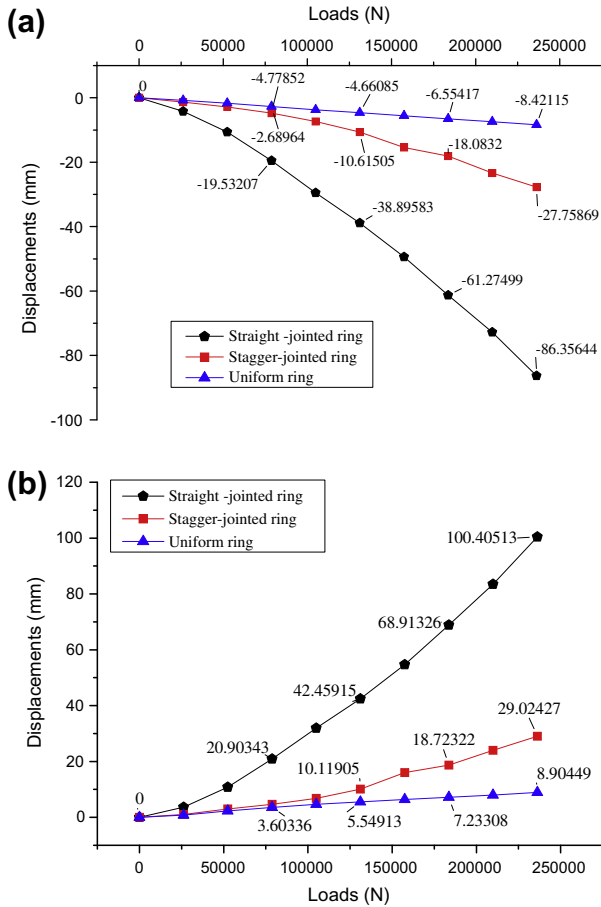 (a)
Loads (N)
0 50000 100000 150000 200000 250000
0
-20
-40
-60
-80
-100
Displacements (mm)
0
-4.77852
-4.66085
-6.55417
-8.42115
-2.68964
-10.61505
-18.0832
-27.75869
-19.53207
-38.89583
-61.27499
-86.35644
Straight -jointed ring
Stagger-jointed ring
Uniform ring
(b)
120
100
80
60
40
20
0
Displacements (mm)
Straight -jointed ring
Stagger-jointed ring
Uniform ring
100.40513
68.91326
42.45915
20.90343
29.02427
18.72322
10.11905
8.90449
0
3.60336
5.54913
7.23308
0 50000 100000 150000 200000 250000
Loads (N)